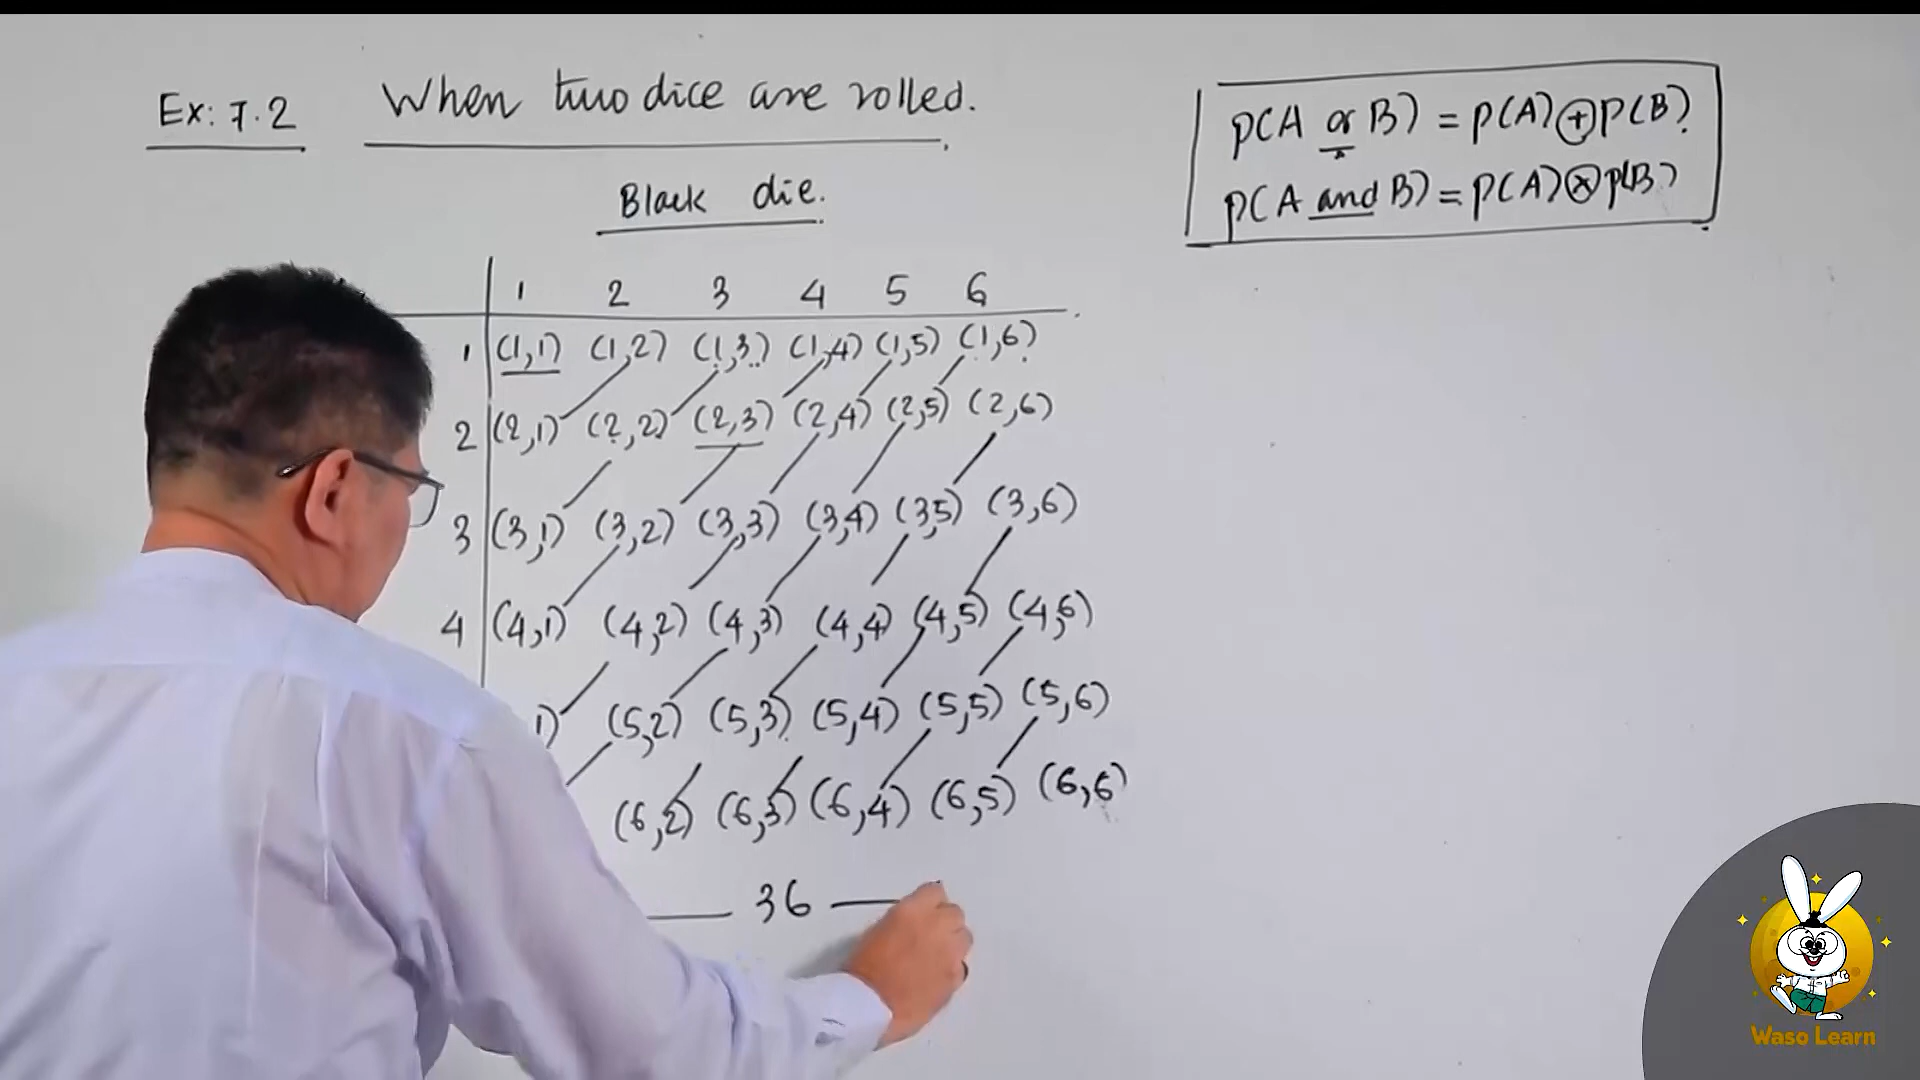 Ex: 7.2 When two dice are rolled.
p(A or B) = p(A) ⊕ p(B)
p(A and B) = p(A) ⊗ p(B)
Black die.
1 2 3 4 5 6
1 (1,1) (1,2) (1,3) (1,4) (1,5) (1,6)
2 (2,1) (2,2) (2,3) (2,4) (2,5) (2,6)
3 (3,1) (3,2) (3,3) (3,4) (3,5) (3,6)
4 (4,1) (4,2) (4,3) (4,4) (4,5) (4,6)
1) (5,2) (5,3) (5,4) (5,5) (5,6)
(6,2) (6,3) (6,4) (6,5) (6,6)
36
Waso Learn